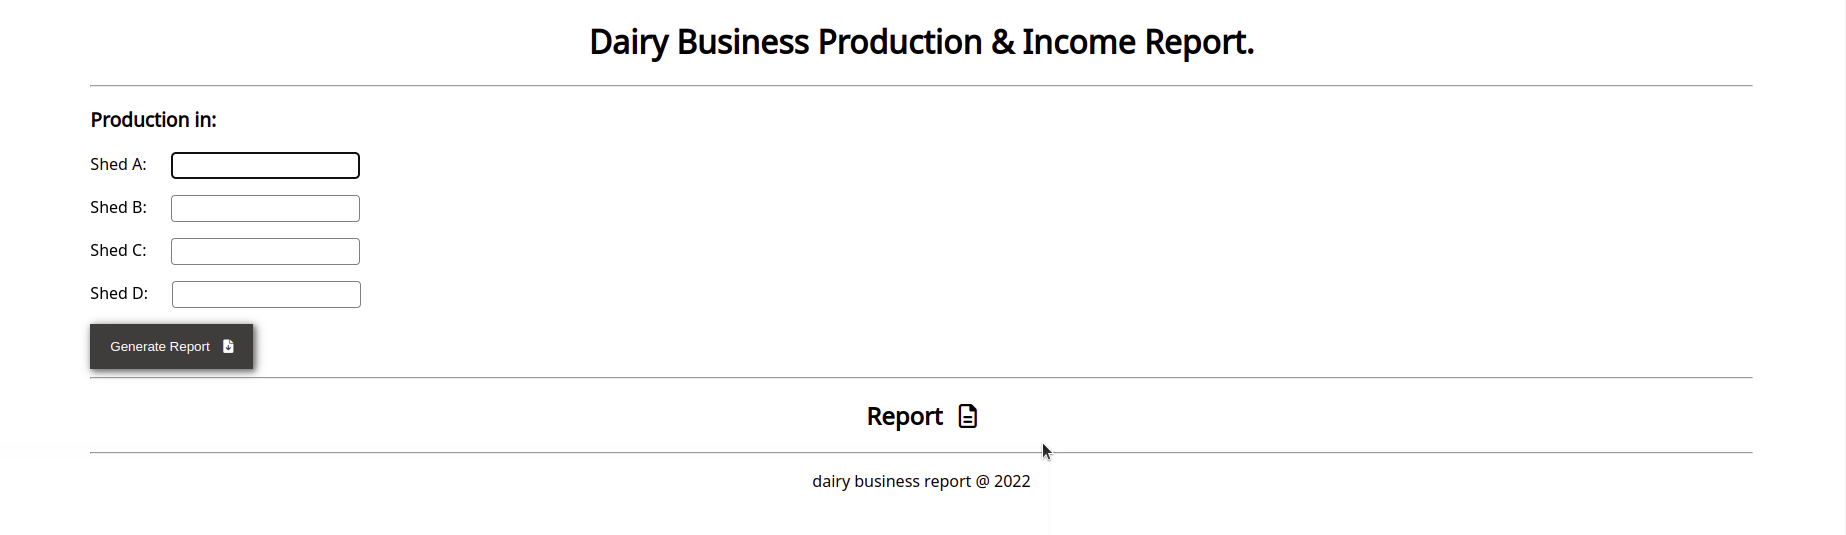 Dairy Business Production & Income Report.
Production in:
Shed A:
Shed B:
Shed C:
Shed D:
Generate Report
Report
dairy business report @ 2022